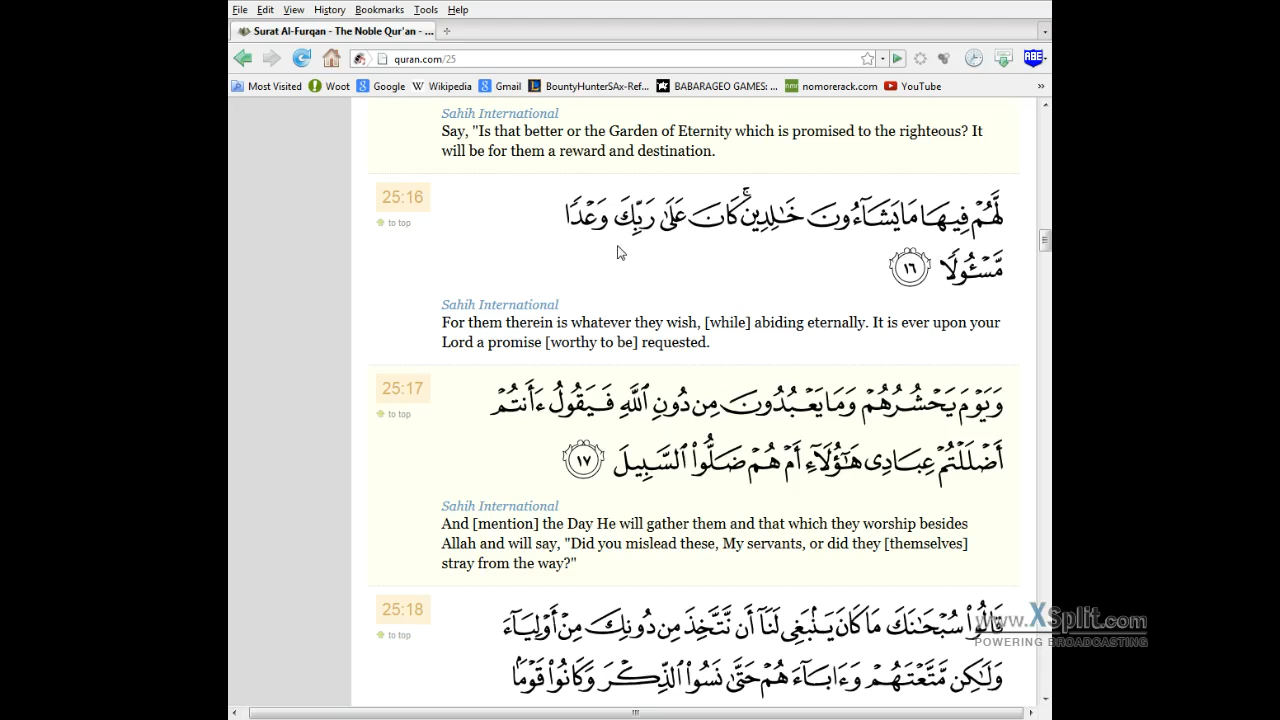 File Edit View History Bookmarks Tools Help
Surat Al-Furqan - The Noble Qur'an - ...
quran.com/25
Most Visited Woot Google Wikipedia Gmail BountyHunterSAx-Ref... BABARAGEO GAMES: ... nomorerack.com YouTube »
Sahih International
Say, "Is that better or the Garden of Eternity which is promised to the righteous? It
will be for them a reward and destination.
25:16
to top
لَّهُمْ فِيهَا مَا يَشَآءُونَ خَٰلِدِينَ ۚ كَانَ عَلَىٰ رَبِّكَ وَعْدًا
مَّسْـُٔولًا ١٦
Sahih International
For them therein is whatever they wish, [while] abiding eternally. It is ever upon your
Lord a promise [worthy to be] requested.
25:17
to top
وَيَوْمَ يَحْشُرُهُمْ وَمَا يَعْبُدُونَ مِن دُونِ ٱللَّهِ فَيَقُولُ ءَأَنتُمْ
أَضْلَلْتُمْ عِبَادِى هَٰٓؤُلَآءِ أَمْ هُمْ ضَلُّوا۟ ٱلسَّبِيلَ ١٧
Sahih International
And [mention] the Day He will gather them and that which they worship besides
Allah and will say, "Did you mislead these, My servants, or did they [themselves]
stray from the way?"
25:18
to top
قَالُوا۟ سُبْحَٰنَكَ مَا كَانَ يَنۢبَغِى لَنَآ أَن نَّتَّخِذَ مِن دُونِكَ مِنْ أَوْلِيَآءَ
وَلَٰكِن مَّتَّعْتَهُمْ وَءَابَآءَهُمْ حَتَّىٰ نَسُوا۟ ٱلذِّكْرَ وَكَانُوا۟ قَوْمًۢا
www.XSplit.com
POWERING BROADCASTING